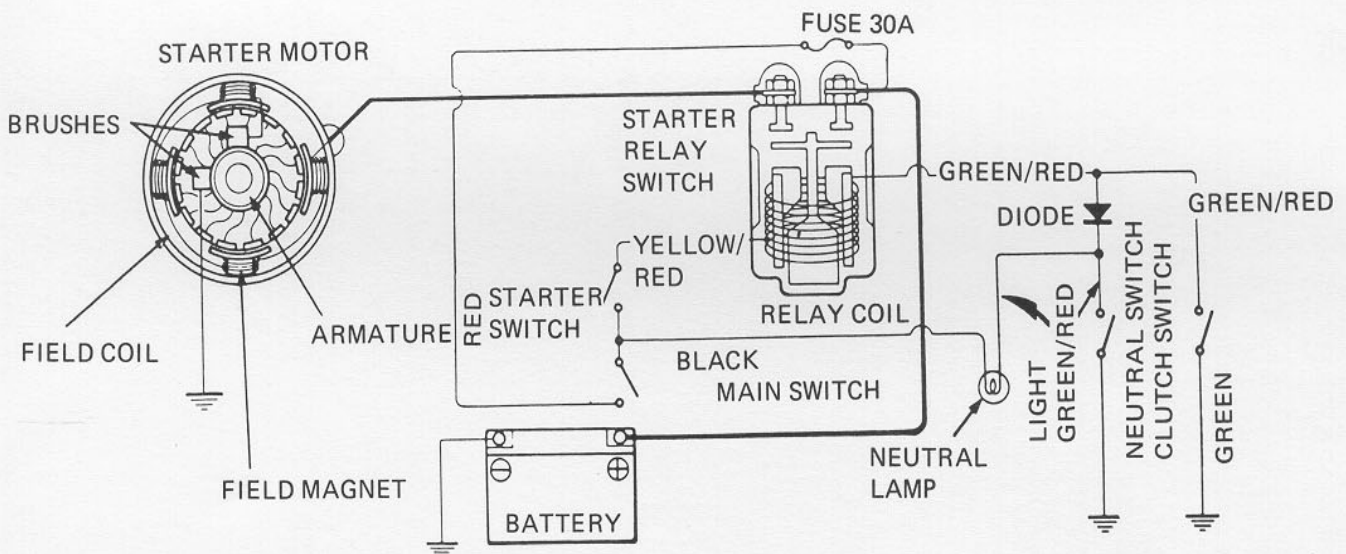 FUSE 30A
STARTER MOTOR
BRUSHES
STARTER
RELAY
SWITCH
GREEN/RED
DIODE
GREEN/RED
YELLOW/
RED
RED
STARTER
SWITCH
ARMATURE
RELAY COIL
FIELD COIL
BLACK
MAIN SWITCH
LIGHT
GREEN/RED
NEUTRAL SWITCH
CLUTCH SWITCH
GREEN
NEUTRAL
LAMP
FIELD MAGNET
⊖ ⊕
BATTERY